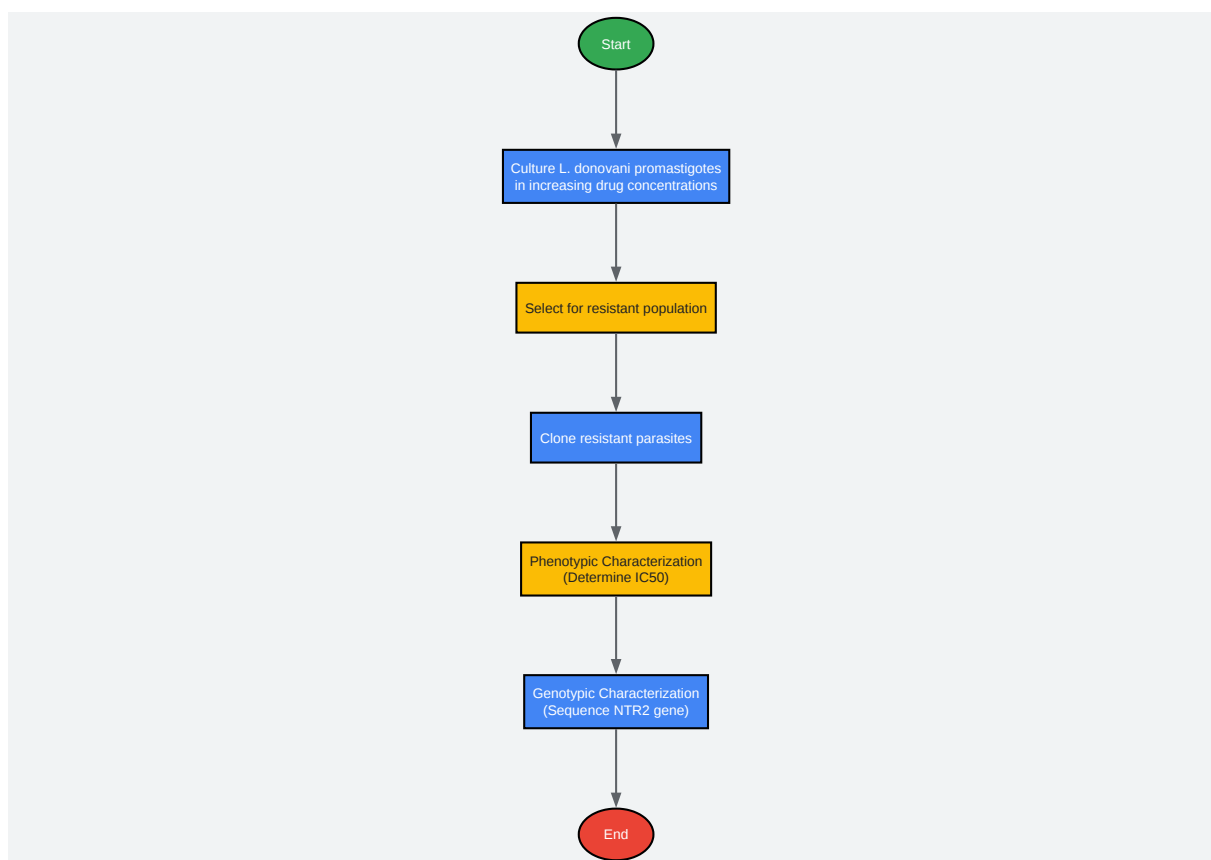 Start
Culture L. donovani promastigotes
in increasing drug concentrations
Select for resistant population
Clone resistant parasites
Phenotypic Characterization
(Determine IC50)
Genotypic Characterization
(Sequence NTR2 gene)
End